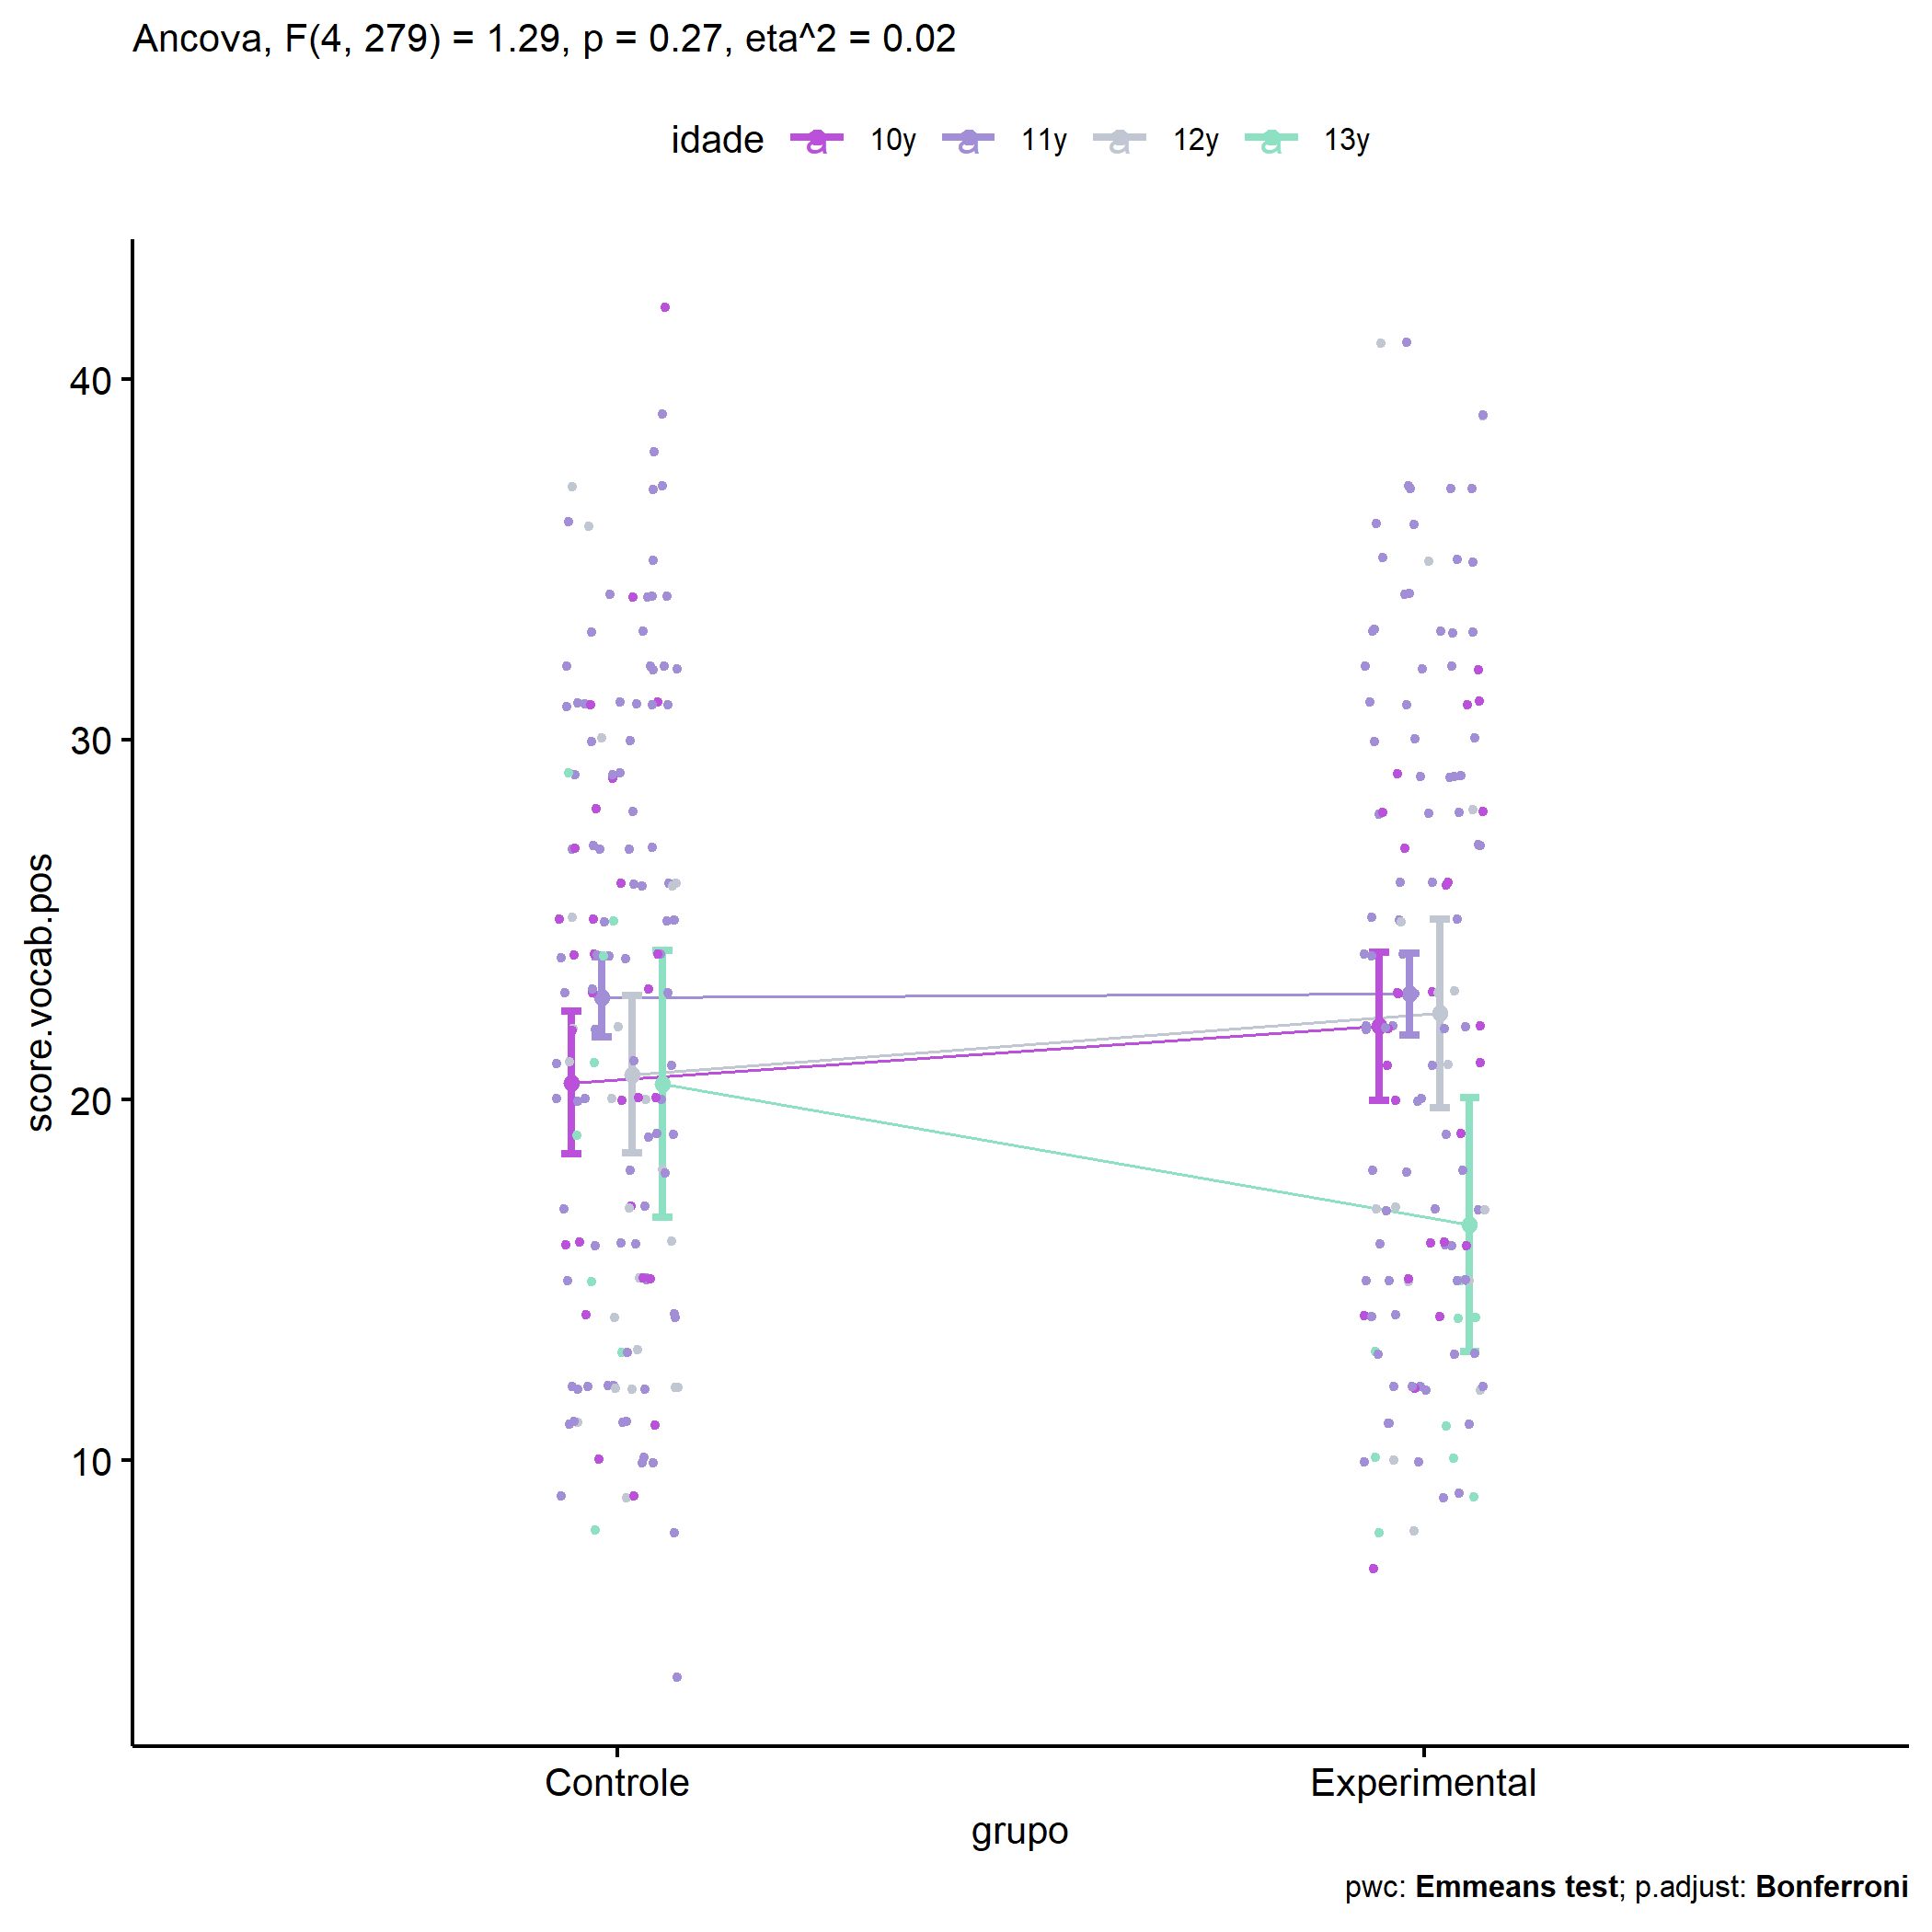 Ancova, F(4, 279) = 1.29, p = 0.27, eta^2 = 0.02
idade a 10y a 11y a 12y a 13y
40
30
20
10
score.vocab.pos
Controle Experimental
grupo
pwc: Emmeans test; p.adjust: Bonferroni